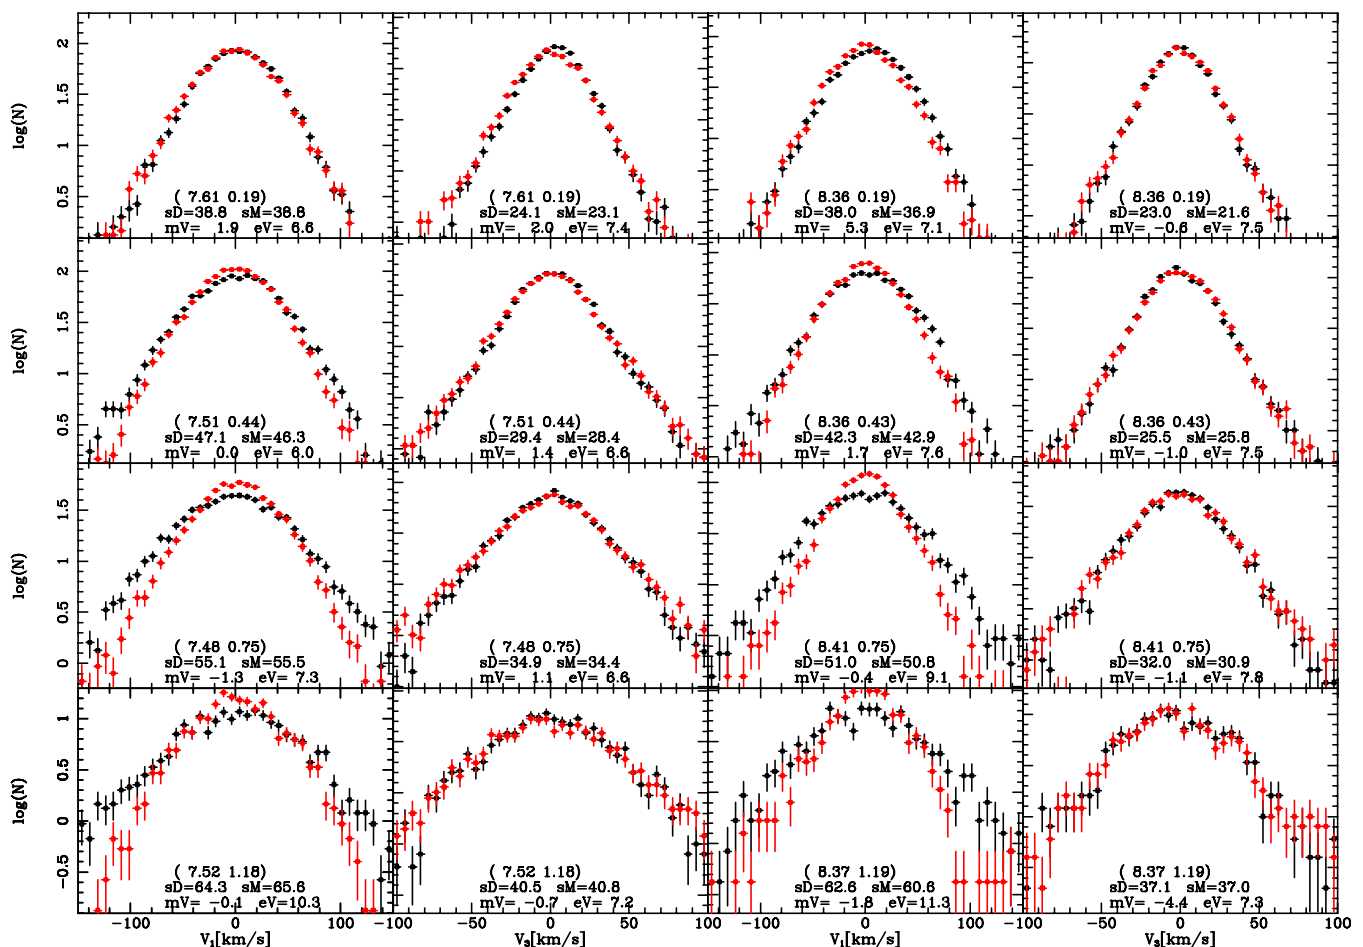 log(N)
2
1.5
1
0.5
( 7.61 0.19)
sD=38.8 sM=38.8
mV= 1.9 eV= 6.6
( 7.61 0.19)
sD=24.1 sM=23.1
mV= 2.0 eV= 7.4
( 8.36 0.19)
sD=38.0 sM=36.9
mV= 5.3 eV= 7.1
( 8.36 0.19)
sD=23.0 sM=21.6
mV= −0.6 eV= 7.5
log(N)
2
1.5
1
0.5
( 7.51 0.44)
sD=47.1 sM=46.3
mV= 0.0 eV= 6.0
( 7.51 0.44)
sD=29.4 sM=28.4
mV= 1.4 eV= 6.6
( 8.36 0.43)
sD=42.3 sM=42.9
mV= 1.7 eV= 7.6
( 8.36 0.43)
sD=25.5 sM=25.8
mV= −1.0 eV= 7.5
log(N)
1.5
1
0.5
0
( 7.48 0.75)
sD=55.1 sM=55.5
mV= −1.3 eV= 7.3
( 7.48 0.75)
sD=34.9 sM=34.4
mV= 1.1 eV= 6.6
( 8.41 0.75)
sD=51.0 sM=50.8
mV= −0.4 eV= 9.1
( 8.41 0.75)
sD=32.0 sM=30.9
mV= −1.1 eV= 7.8
log(N)
1
0.5
0
−0.5
( 7.52 1.18)
sD=64.3 sM=65.6
mV= −0.1 eV=10.3
( 7.52 1.18)
sD=40.5 sM=40.8
mV= −0.7 eV= 7.2
( 8.37 1.19)
sD=62.6 sM=60.6
mV= −1.8 eV=11.3
( 8.37 1.19)
sD=37.1 sM=37.0
mV= −4.4 eV= 7.3
−100 0 100
V₁[km/s]
−50 0 50 100
V₃[km/s]
−100 0 100
V₁[km/s]
−50 0 50 100
V₃[km/s]